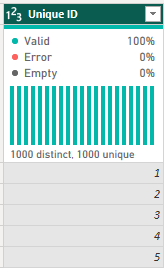 1²3 Unique ID
Valid 100%
Error 0%
Empty 0%
1000 distinct, 1000 unique
1
2
3
4
5